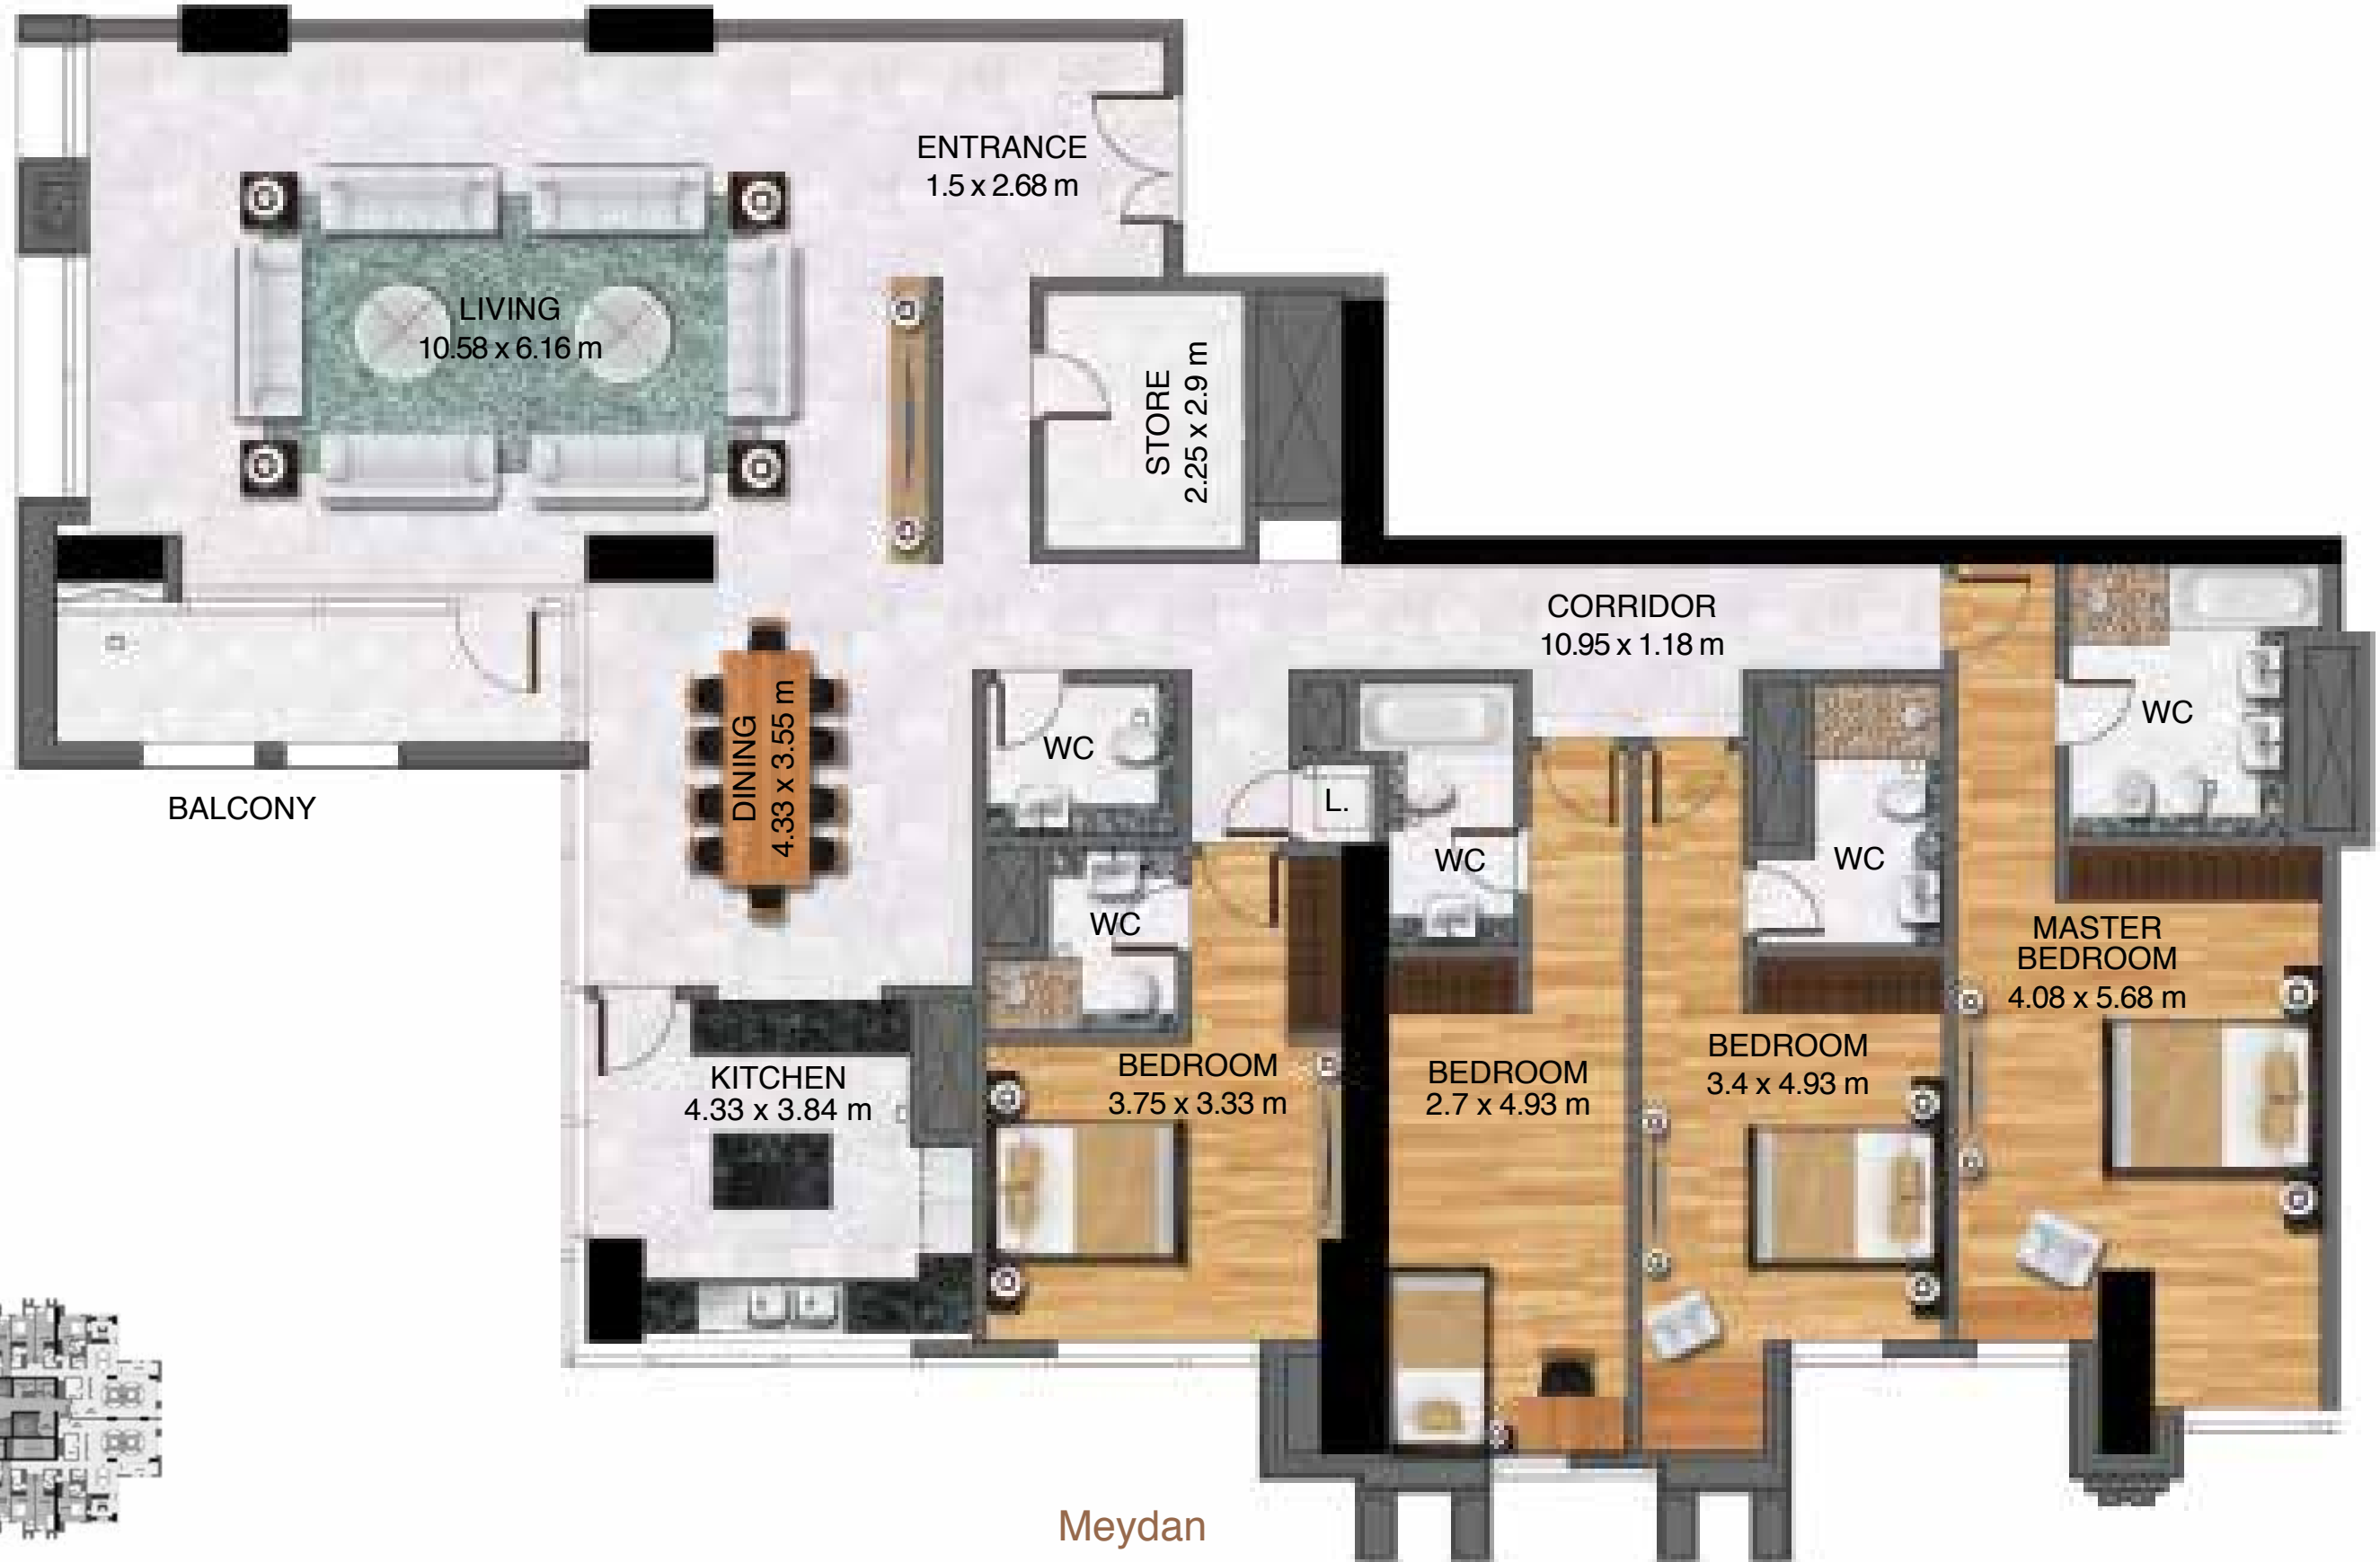 ENTRANCE
1.5 x 2.68 m
LIVING
10.58 x 6.16 m
STORE
2.25 x 2.9 m
CORRIDOR
10.95 x 1.18 m
WC
WC
DINING
4.33 x 3.55 m
L.
BALCONY
WC
WC
WC
MASTER
BEDROOM
4.08 x 5.68 m
KITCHEN
4.33 x 3.84 m
BEDROOM
3.75 x 3.33 m
BEDROOM
2.7 x 4.93 m
BEDROOM
3.4 x 4.93 m
Meydan